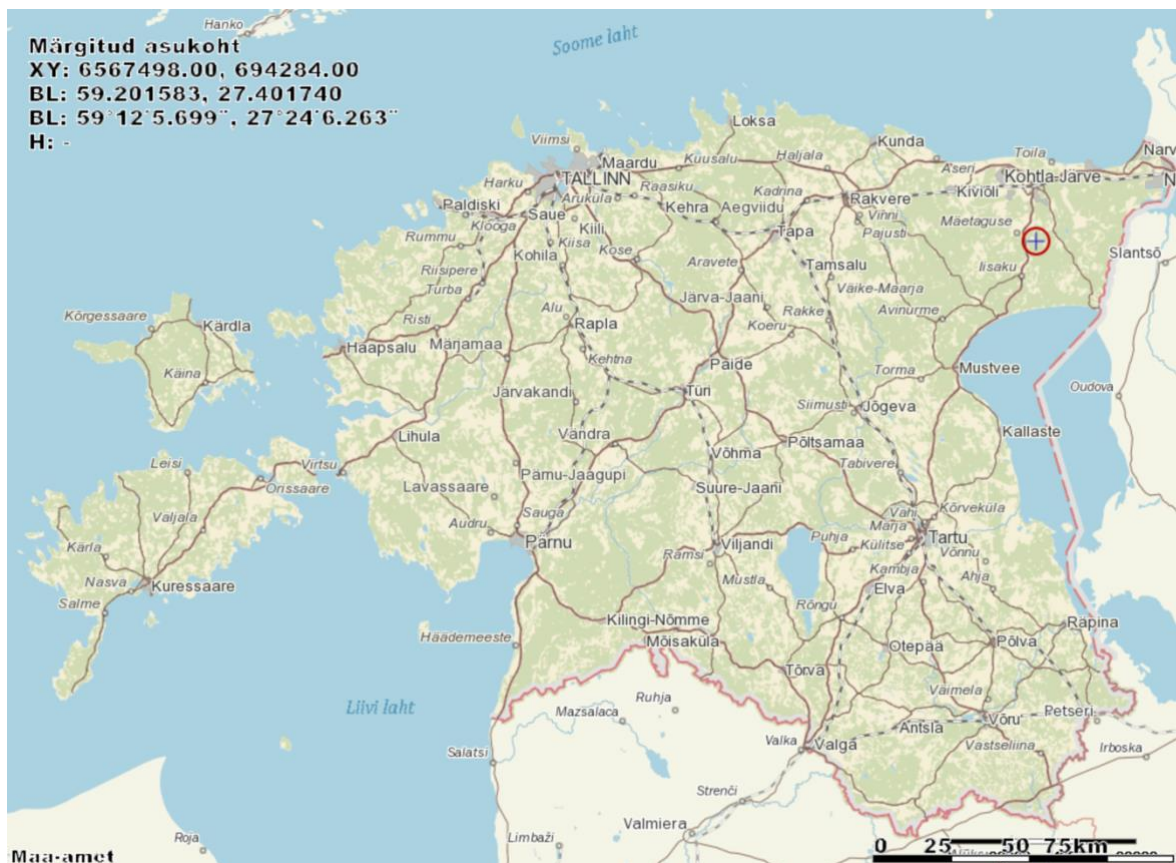 Hanko
Märgitud asukoht
XY: 6567498.00, 694284.00
BL: 59.201583, 27.401740
BL: 59°12'5.699", 27°24'6.263"
H: -
Soome laht
Loksa
Viimsi
Maardu
Kuusalu
Haljala
Kunda
Aseri
Toila
Narv
Harku
TALLINN
Kohtla-Järve
N
Arukula
Raasiku
Kadrina
Rakvere
Kiviõli
Paldiski
Saue
Kehra
Aegviidu
Vinni
Mäetaguse
Klooga
Kiili
Tapa
Pajusti
Rummu
Kohila
Kiisa
Kose
Slantsõ
Riisipere
Aravete
Tamsalu
Iisaku
Turba
Väike-Maarja
Kõrgessaare
Kärdla
Risti
Alu
Rapla
Järva-Jaani
Koeru
Rakke
Avinurme
Haapsalu
Märjamaa
Kehtna
Paide
Mustvee
Käina
Järvakandi
Türi
Torma
Oudova
Siimusti
Jõgeva
Lihula
Vändra
Võhma
Põltsamaa
Kallaste
Leisi
Virtsu
Orissaare
Pärnu-Jaagupi
Tabivere
Lavassaare
Suure-Jaani
Valjala
Sauga
Vahi
Kõrveküla
Audru
Märja
Tartu
Kärla
Pärnu
Viljandi
Puhja
Külitse
Ramsi
Võnnu
Nasva
Kuressaare
Mustla
Kambja
Ahja
Salme
Elva
Rõngu
Kilingi-Nõmme
Räpina
Häädemeeste
Mõisaküla
Otepää
Põlva
Tõrva
Liivi laht
Ruhja
Väimela
Mazsalaca
Antsla
Võru
Petseri
Salatsi
Valka
Valga
Vastseliina
Irboska
Strenči
Valmiera
Roja
Limbaži
0 25 50 75km
Maa-amet